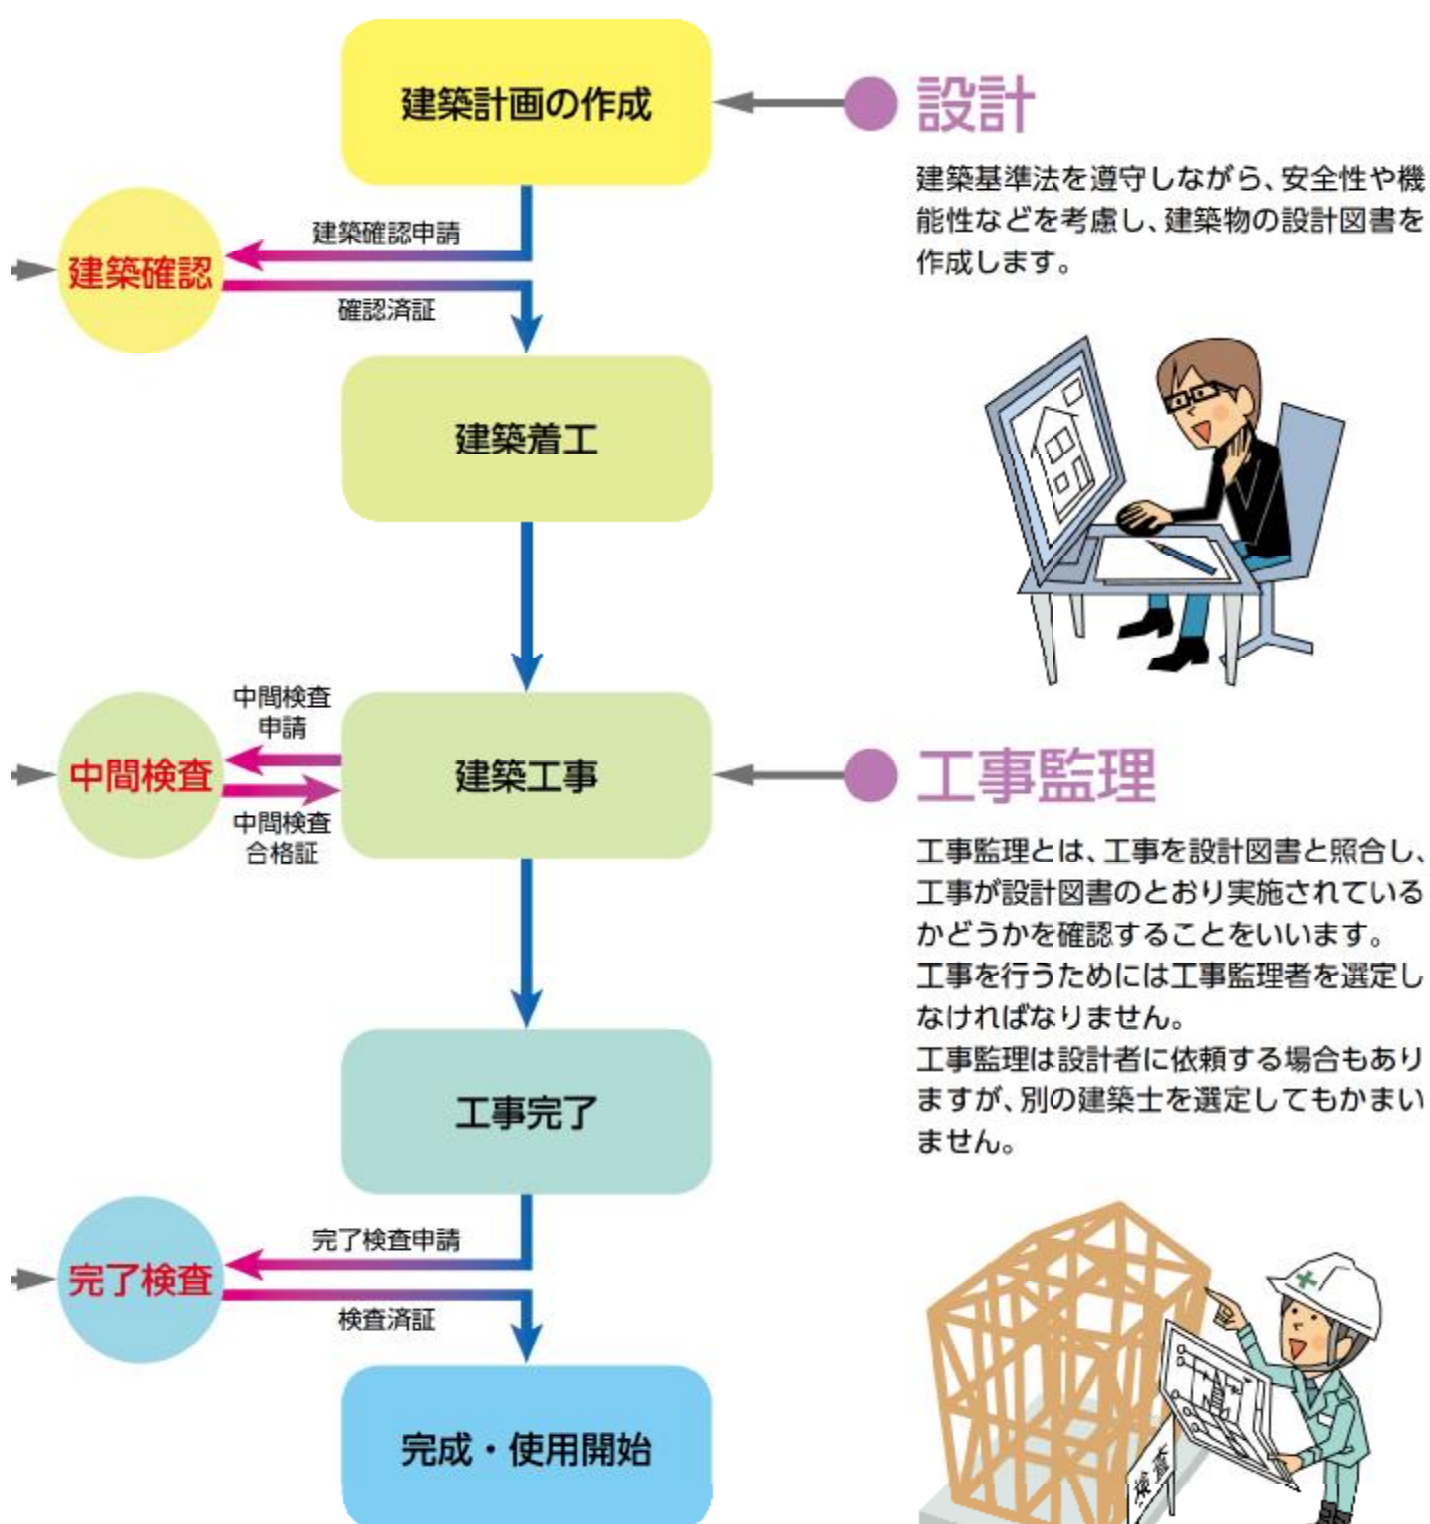 建築計画の作成
設計
建築基準法を遵守しながら、安全性や機
能性などを考慮し、建築物の設計図書を
作成します。
建築確認申請
建築確認
確認済証
建築着工
中間検査
申請
中間検査
中間検査
合格証
建築工事
工事監理
工事監理とは、工事を設計図書と照合し、
工事が設計図書のとおり実施されている
かどうかを確認することをいいます。
工事を行うためには工事監理者を選定し
なければなりません。
工事監理は設計者に依頼する場合もあり
ますが、別の建築士を選定してもかまい
ません。
工事完了
完了検査申請
完了検査
検査済証
完成・使用開始
検査